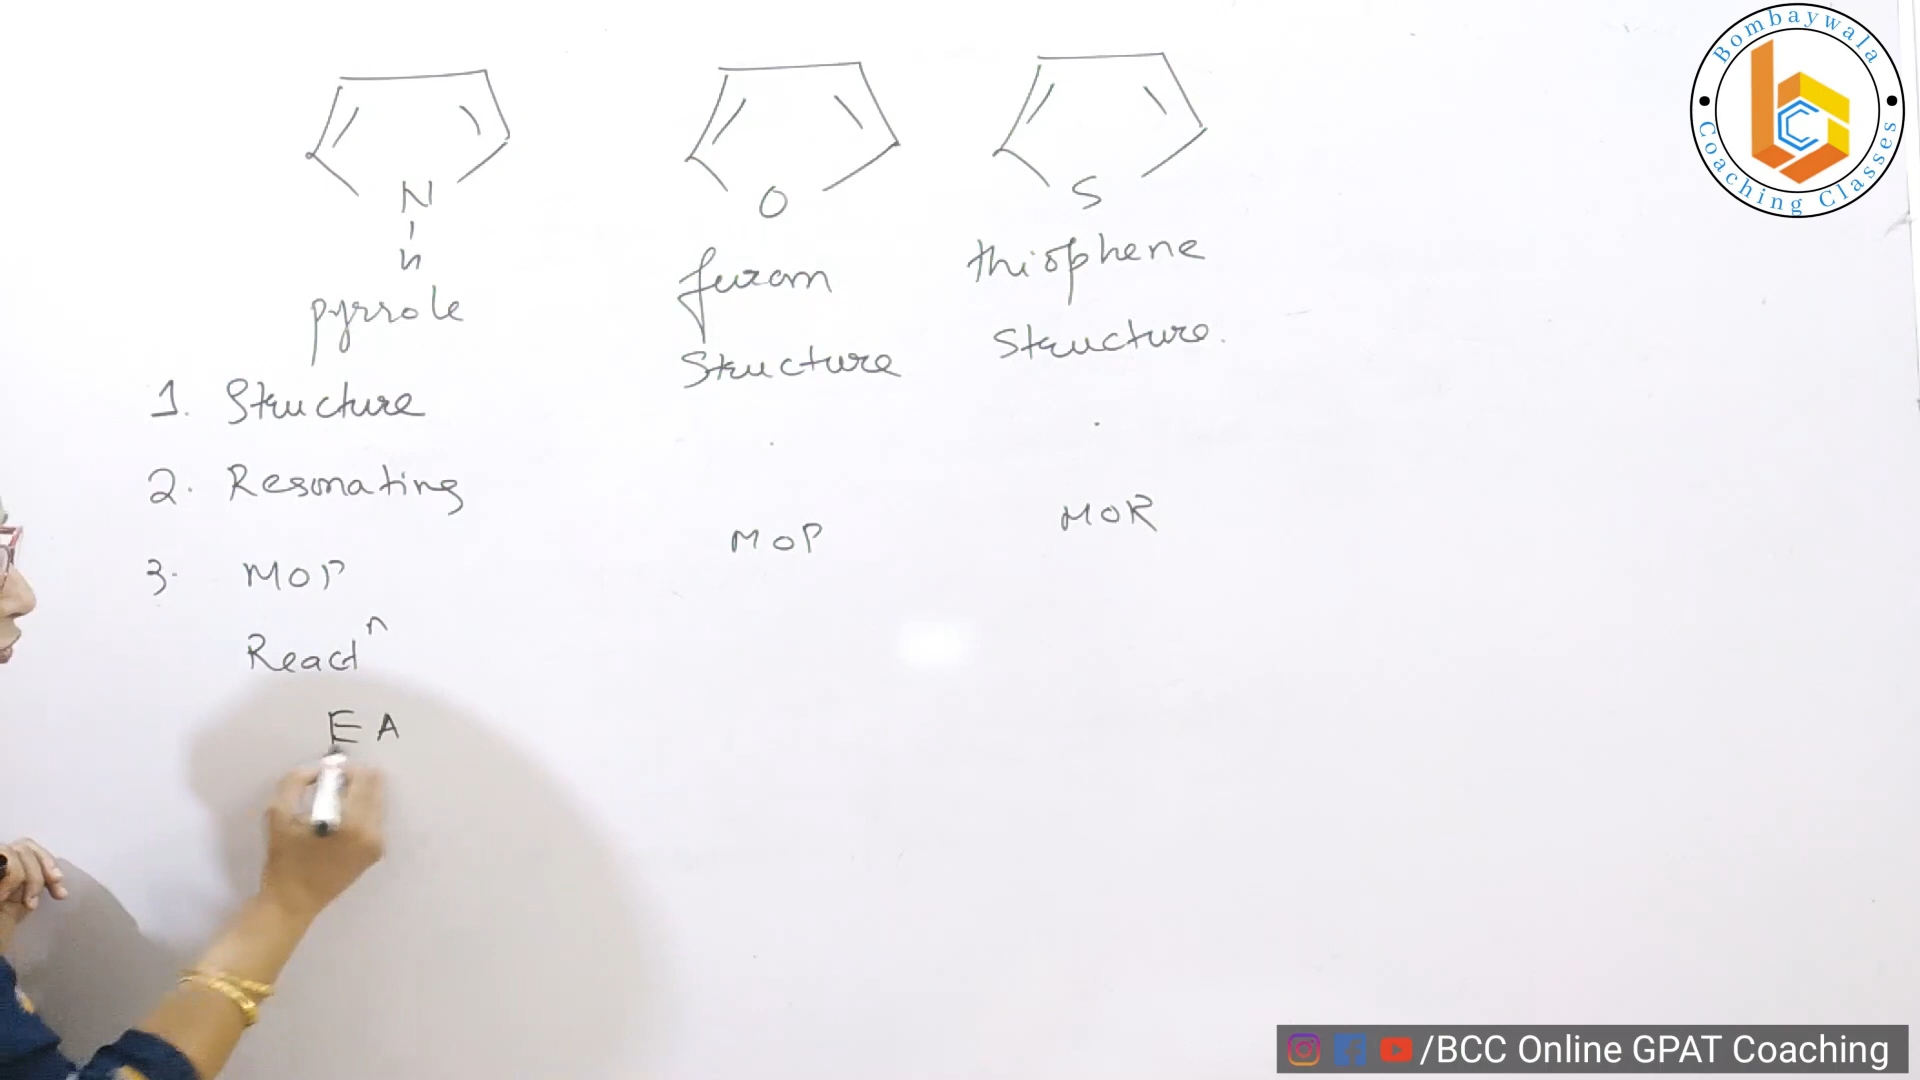 N
H
pyrrole
1. Structure
2. Resonating
3. MOP
Reactⁿ
EA
O
furan
Structure
MOP
S
thiophene
Structure.
MOR
Bombaywala
Coaching Classes
/BCC Online GPAT Coaching